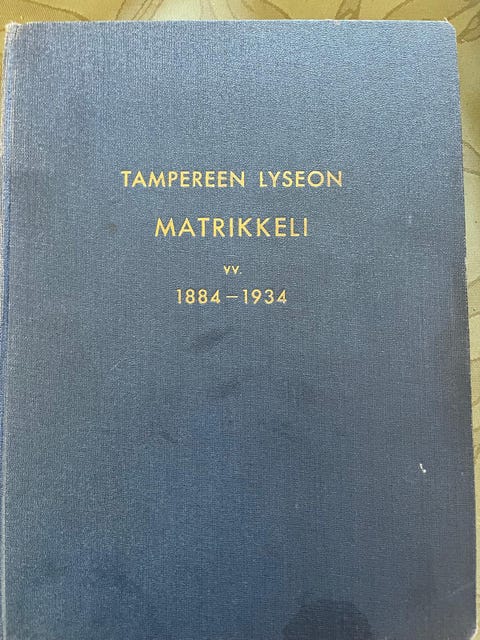 TAMPEREEN LYSEON
MATRIKKELI
VV.
1884–1934